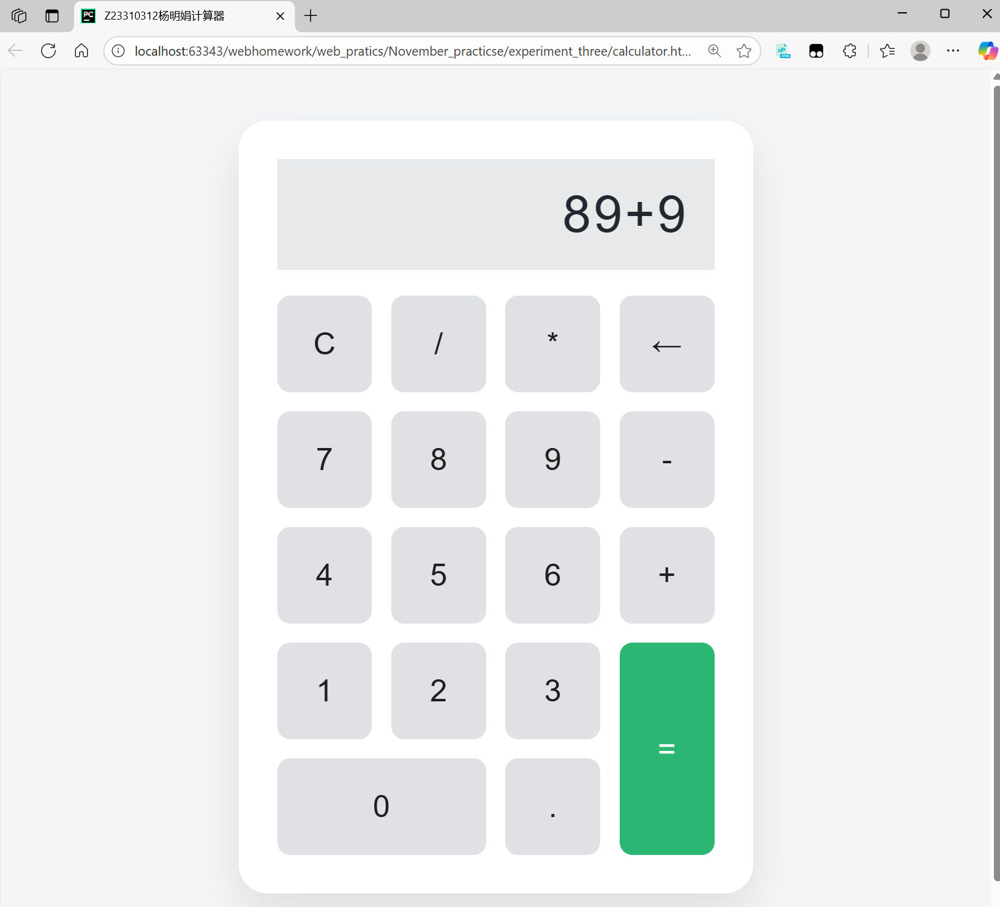 Z23310312杨明娟计算器
localhost:63343/webhomework/web_pratics/November_practicse/experiment_three/calculator.ht...
89+9
C / * ←
7 8 9 -
4 5 6 +
1 2 3
=
0 .